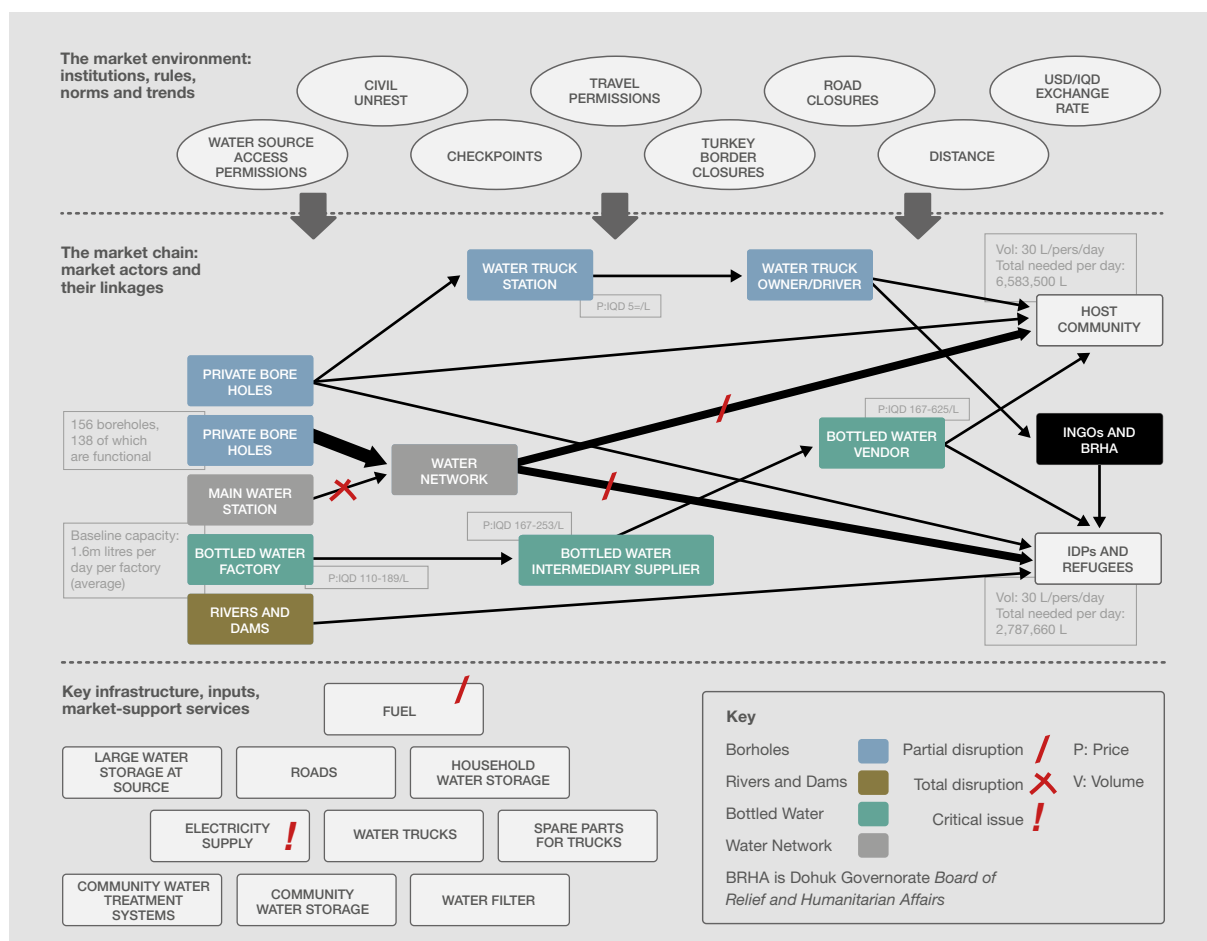 The market environment:
institutions, rules,
norms and trends
CIVIL
UNREST
TRAVEL
PERMISSIONS
ROAD
CLOSURES
USD/IQD
EXCHANGE
RATE
WATER SOURCE
ACCESS
PERMISSIONS
CHECKPOINTS
TURKEY
BORDER
CLOSURES
DISTANCE
The market chain:
market actors and
their linkages
WATER TRUCK
STATION
P:IQD 5=/L
WATER TRUCK
OWNER/DRIVER
Vol: 30 L/pers/day
Total needed per day:
6,583,500 L
HOST
COMMUNITY
PRIVATE BORE
HOLES
156 boreholes,
138 of which
are functional
PRIVATE BORE
HOLES
WATER
NETWORK
P:IQD 167-625/L
BOTTLED WATER
VENDOR
INGOs AND
BRHA
MAIN WATER
STATION
Baseline capacity:
1.6m litres per
day per factory
(average)
BOTTLED WATER
FACTORY
P:IQD 110-189/L
P:IQD 167-253/L
BOTTLED WATER
INTERMEDIARY SUPPLIER
IDPs AND
REFUGEES
Vol: 30 L/pers/day
Total needed per day:
2,787,660 L
RIVERS AND
DAMS
Key infrastructure, inputs,
market-support services
FUEL
LARGE WATER
STORAGE AT
SOURCE
ROADS
HOUSEHOLD
WATER STORAGE
ELECTRICITY
SUPPLY
WATER TRUCKS
SPARE PARTS
FOR TRUCKS
COMMUNITY WATER
TREATMENT
SYSTEMS
COMMUNITY
WATER STORAGE
WATER FILTER
Key
Borholes
Partial disruption
P: Price
Rivers and Dams
Total disruption
V: Volume
Bottled Water
Critical issue
Water Network
BRHA is Dohuk Governorate Board of
Relief and Humanitarian Affairs